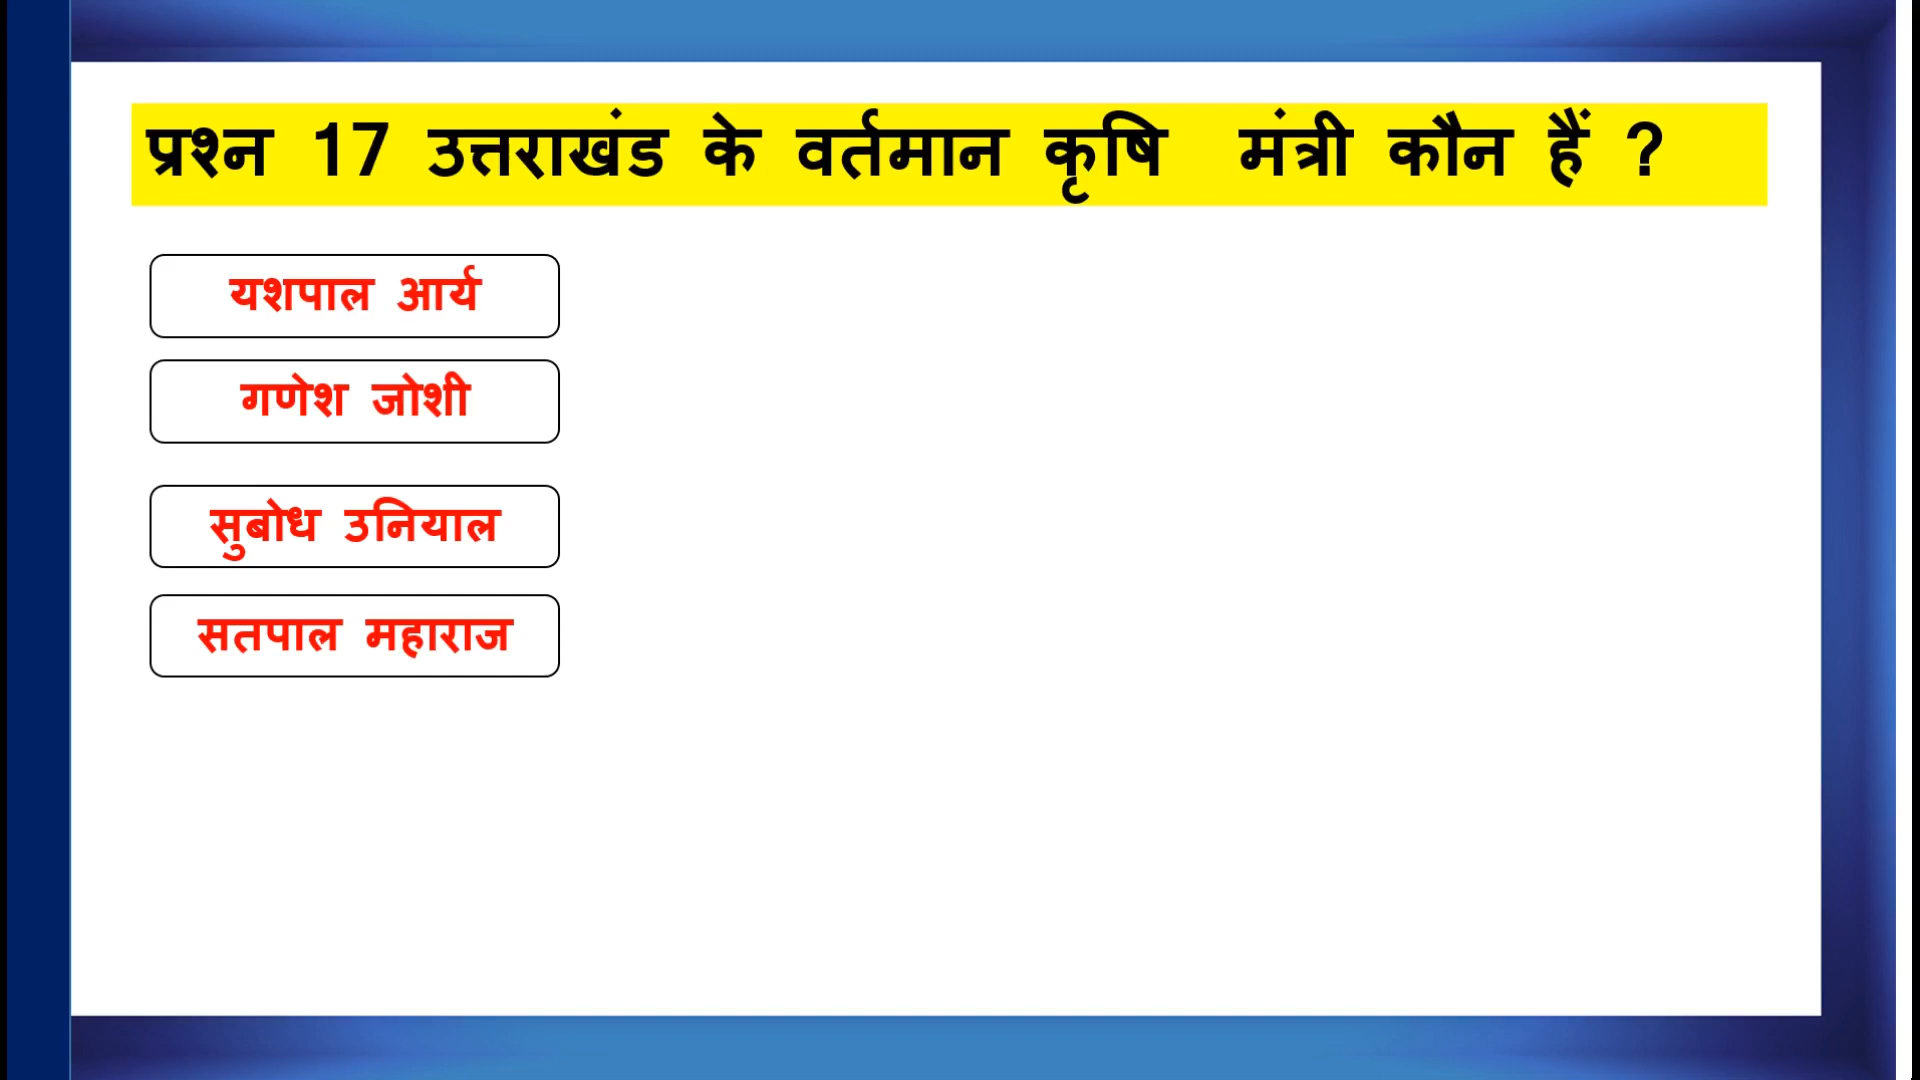 प्रश्न 17 उत्तराखंड के वर्तमान कृषि मंत्री कौन हैं ?
यशपाल आर्य
गणेश जोशी
सुबोध उनियाल
सतपाल महाराज